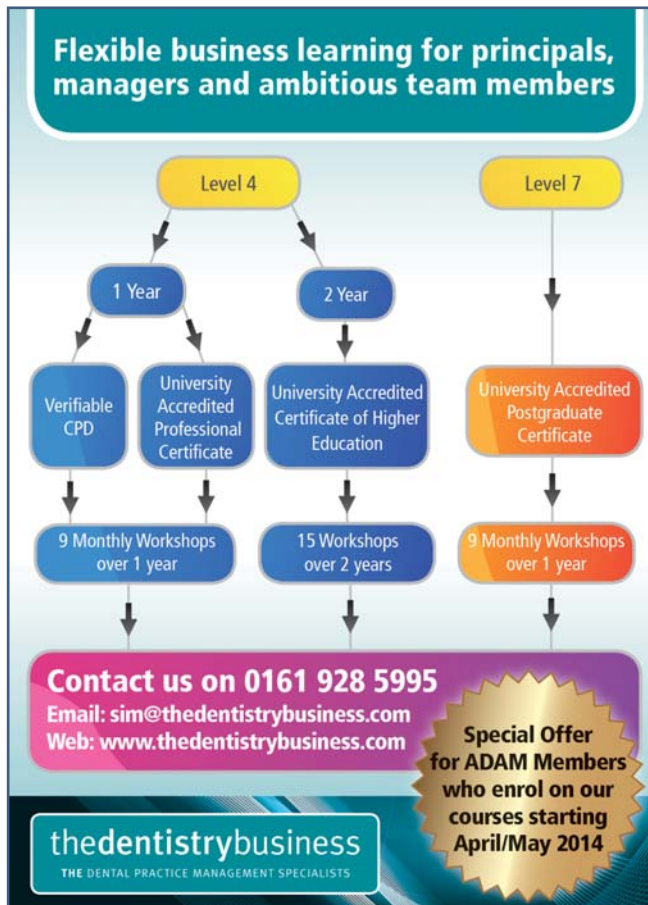 Flexible business learning for principals,
managers and ambitious team members
Level 4
Level 7
1 Year
2 Year
Verifiable
CPD
University
Accredited
Professional
Certificate
University Accredited
Certificate of Higher
Education
University Accredited
Postgraduate
Certificate
9 Monthly Workshops
over 1 year
15 Workshops
over 2 years
9 Monthly Workshops
over 1 year
Contact us on 0161 928 5995
Email: sim@thedentistrybusiness.com
Web: www.thedentistrybusiness.com
Special Offer
for ADAM Members
who enrol on our
courses starting
April/May 2014
thedentistrybusiness
THE DENTAL PRACTICE MANAGEMENT SPECIALISTS